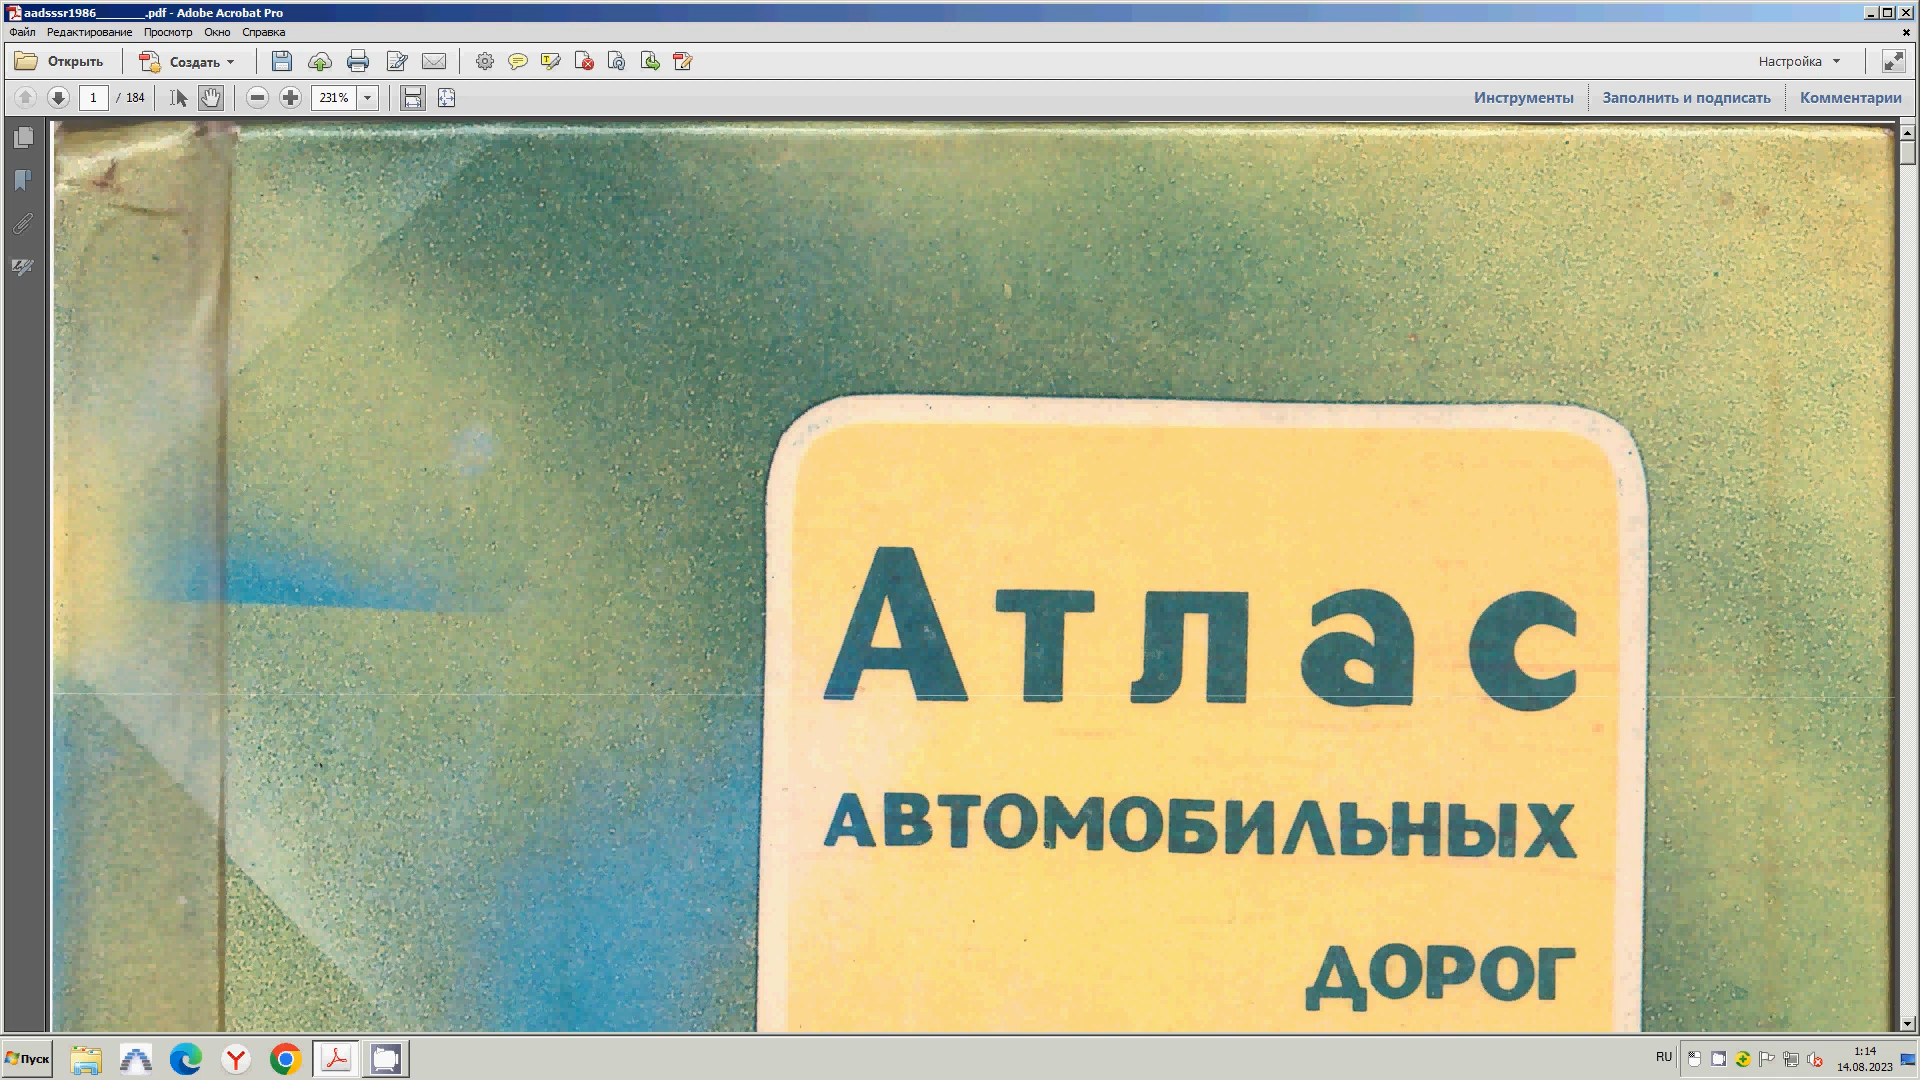 aadsssr1986________.pdf - Adobe Acrobat Pro
Файл Редактирование Просмотр Окно Справка
Открыть Создать Настройка
1 / 184 231% Инструменты Заполнить и подписать Комментарии
Атлас
АВТОМОБИЛЬНЫХ
ДОРОГ
Пуск RU 1:14
14.08.2023